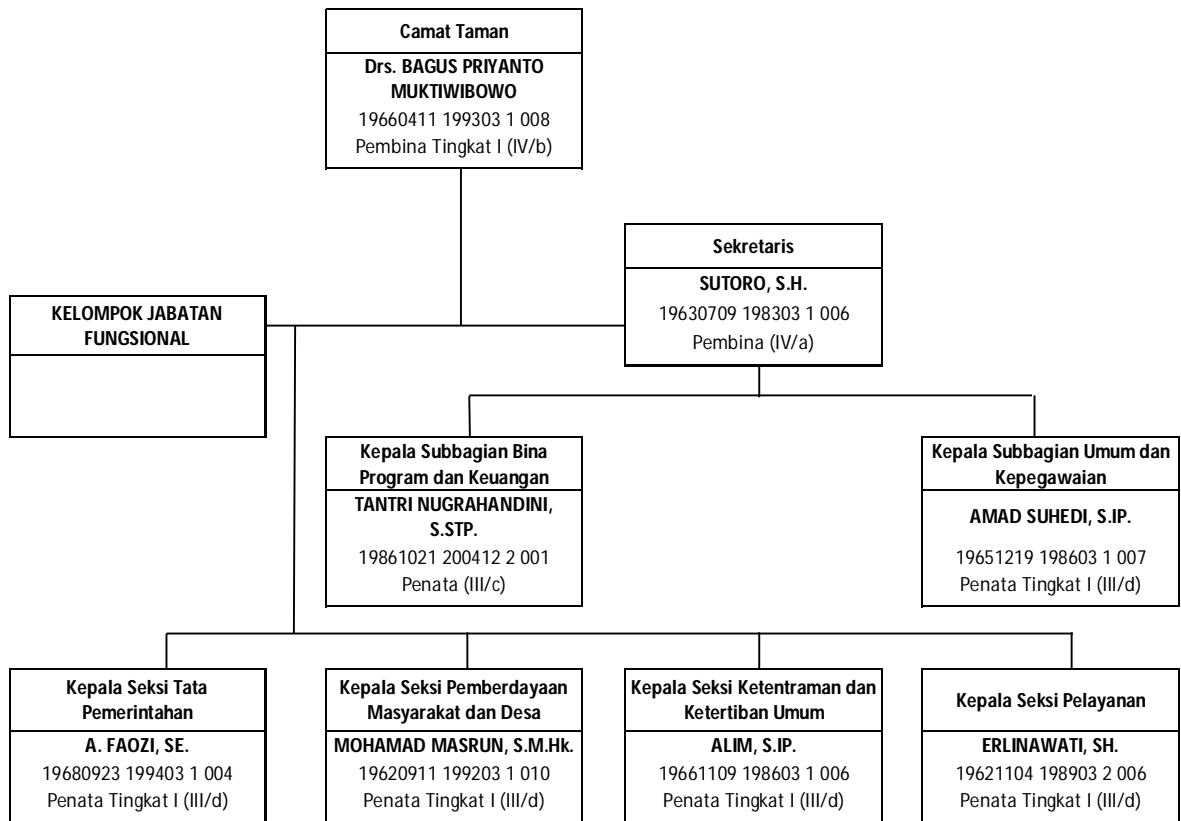 Camat Taman
Drs. BAGUS PRIYANTO
MUKTIWIBOWO
19660411 199303 1 008
Pembina Tingkat I (IV/b)
Sekretaris
SUTORO, S.H.
19630709 198303 1 006
Pembina (IV/a)
KELOMPOK JABATAN
FUNGSIONAL
Kepala Subbagian Bina
Program dan Keuangan
TANTRI NUGRAHANDINI,
S.STP.
19861021 200412 2 001
Penata (III/c)
Kepala Subbagian Umum dan
Kepegawaian
AMAD SUHEDI, S.IP.
19651219 198603 1 007
Penata Tingkat I (III/d)
Kepala Seksi Tata
Pemerintahan
A. FAOZI, SE.
19680923 199403 1 004
Penata Tingkat I (III/d)
Kepala Seksi Pemberdayaan
Masyarakat dan Desa
MOHAMAD MASRUN, S.M.Hk.
19620911 199203 1 010
Penata Tingkat I (III/d)
Kepala Seksi Ketentraman dan
Ketertiban Umum
ALIM, S.IP.
19661109 198603 1 006
Penata Tingkat I (III/d)
Kepala Seksi Pelayanan
ERLINAWATI, SH.
19621104 198903 2 006
Penata Tingkat I (III/d)